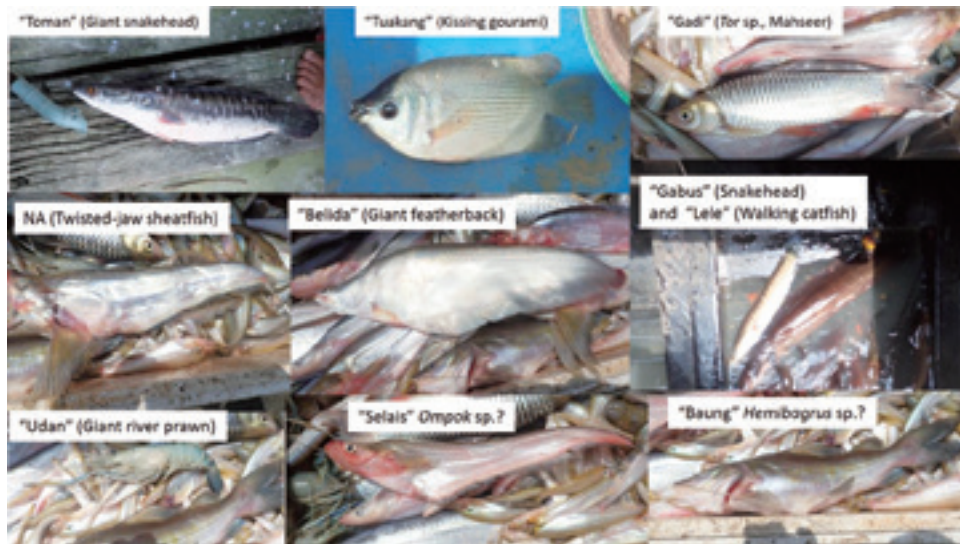 "Toman" (Giant snakehead)
"Tuakang" (Kissing gourami)
"Gadi" (Tor sp., Mahseer)
NA (Twisted-jaw sheatfish)
"Belida" (Giant featherback)
"Gabus" (Snakehead)
and "Lele" (Walking catfish)
"Udan" (Giant river prawn)
"Selais" Ompok sp.?
"Baung" Hemibagrus sp.?